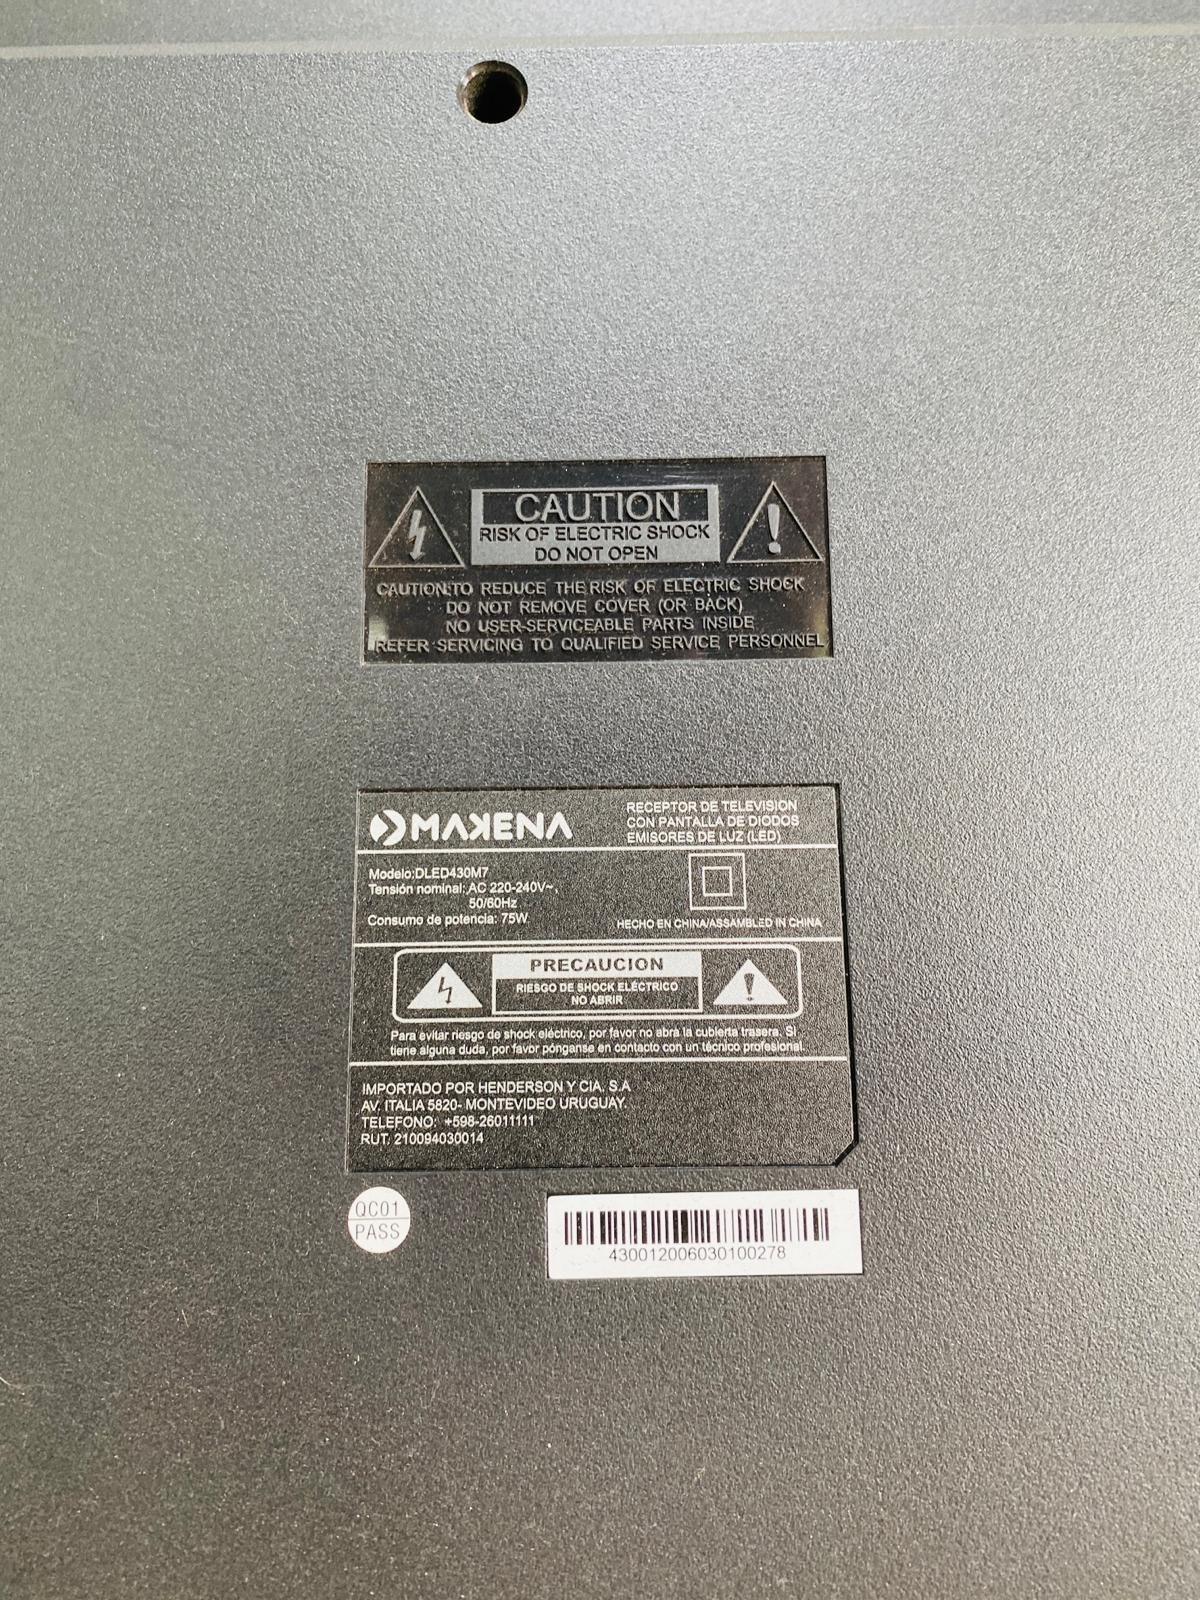 CAUTION
RISK OF ELECTRIC SHOCK
DO NOT OPEN
CAUTION:TO REDUCE THE RISK OF ELECTRIC SHOCK
DO NOT REMOVE COVER (OR BACK)
NO USER-SERVICEABLE PARTS INSIDE
REFER SERVICING TO QUALIFIED SERVICE PERSONNEL
MAKENA
RECEPTOR DE TELEVISION
CON PANTALLA DE DIODOS
EMISORES DE LUZ (LED)
Modelo:DLED430M7
Tensión nominal: AC 220-240V~,
50/60Hz
Consumo de potencia: 75W
HECHO EN CHINA/ASSAMBLED IN CHINA
PRECAUCION
RIESGO DE SHOCK ELÉCTRICO
NO ABRIR
Para evitar riesgo de shock eléctrico, por favor no abra la cubierta trasera. Si
tiene alguna duda, por favor pónganse en contacto con un técnico profesional.
IMPORTADO POR HENDERSON Y CIA. S.A
AV. ITALIA 5820- MONTEVIDEO URUGUAY.
TELEFONO: +598-26011111
RUT. 210094030014
QC01
PASS
430012006030100278